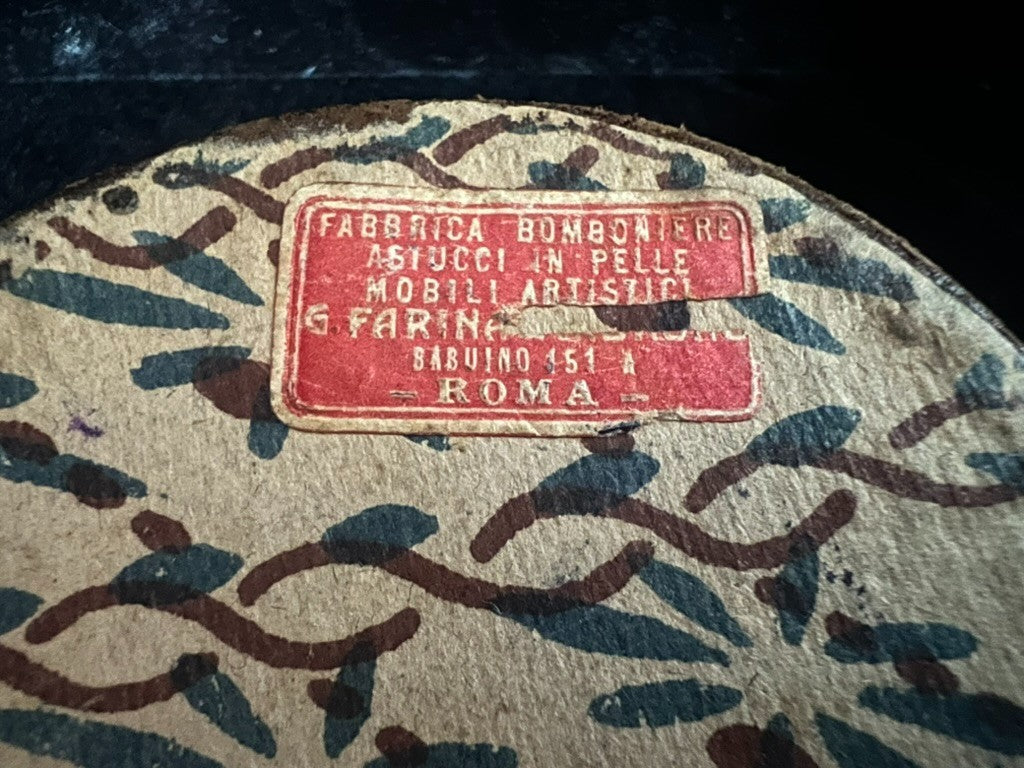 FABBRICA BOMBONIERE
ASTUCCI IN PELLE
MOBILI ARTISTICI
G. FARINA
BABUINO 151 A
- ROMA -